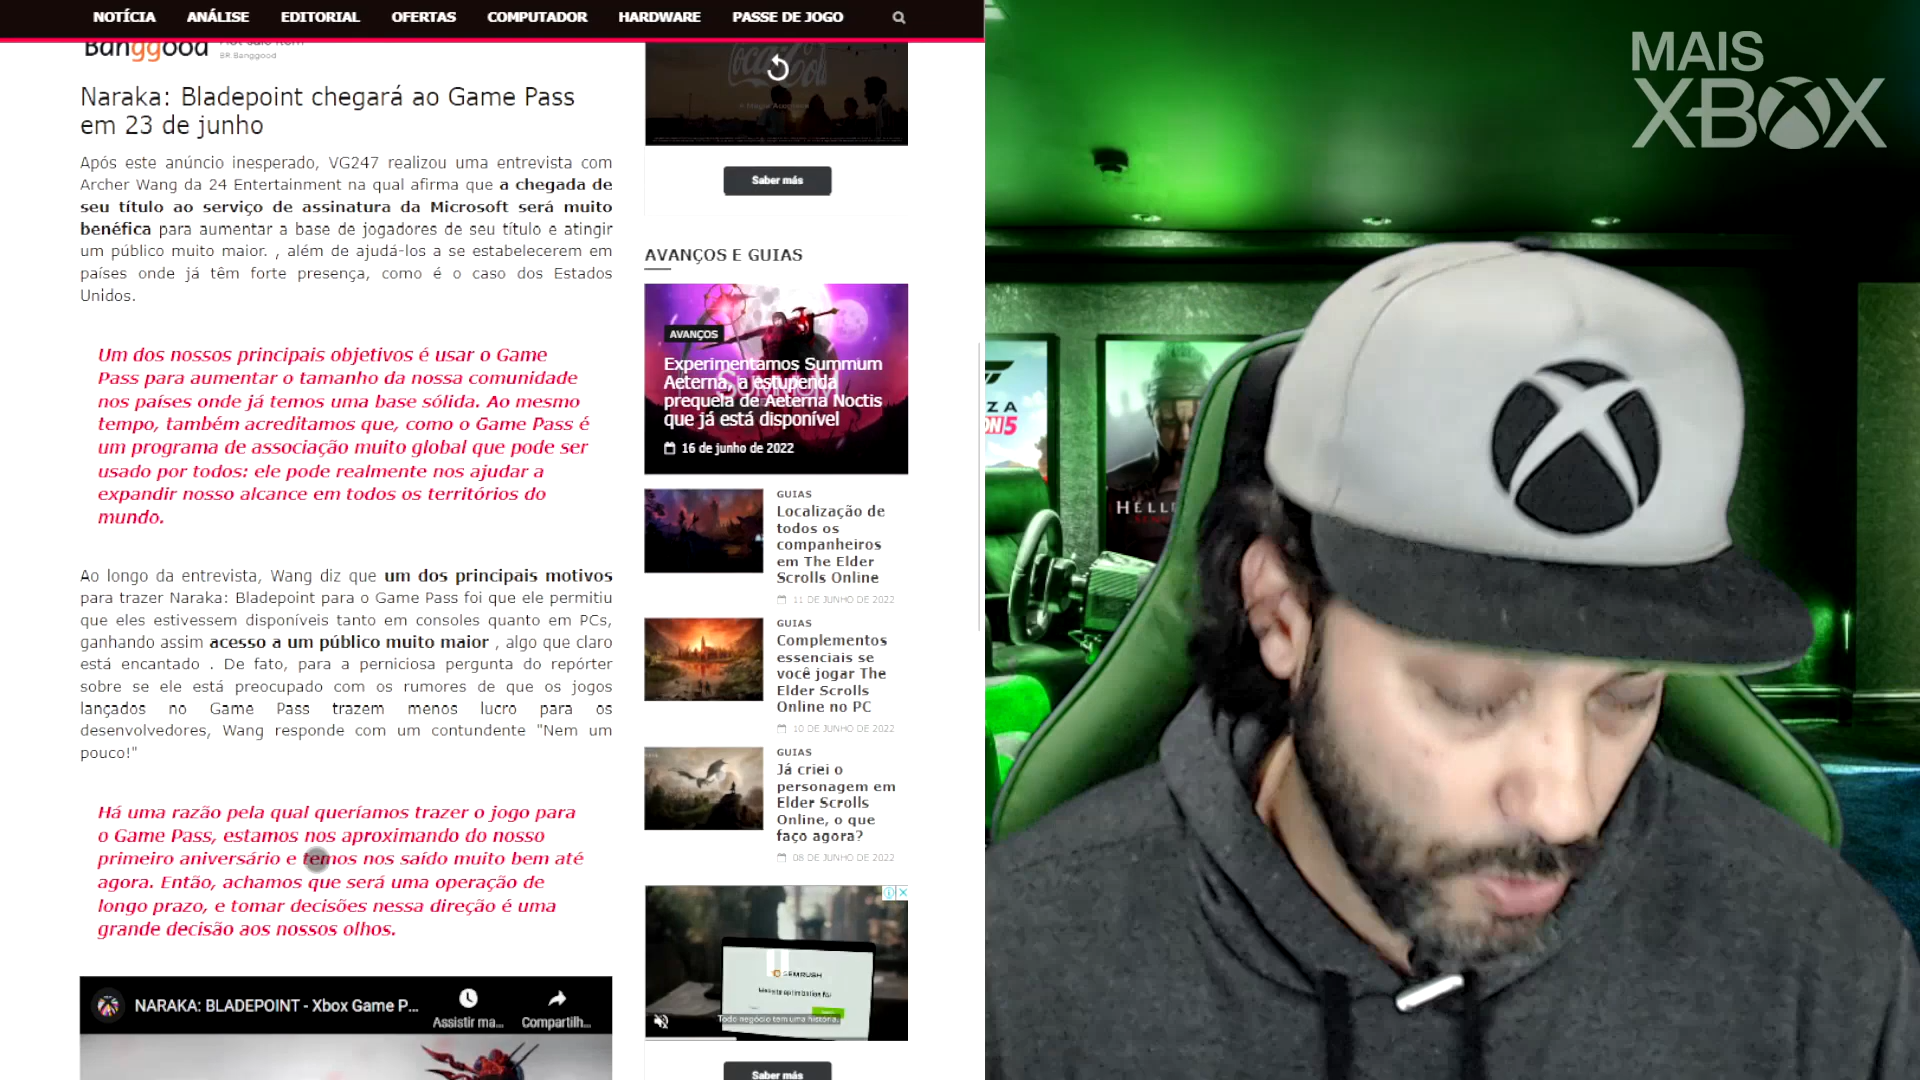 NOTÍCIA ANÁLISE EDITORIAL OFERTAS COMPUTADOR HARDWARE PASSE DE JOGO
Banggood
BR.Banggood
Naraka: Bladepoint chegará ao Game Pass
em 23 de junho
Após este anúncio inesperado, VG247 realizou uma entrevista com
Archer Wang da 24 Entertainment na qual afirma que a chegada de
seu título ao serviço de assinatura da Microsoft será muito
benéfica para aumentar a base de jogadores de seu título e atingir
um público muito maior. , além de ajudá-los a se estabelecerem em
países onde já têm forte presença, como é o caso dos Estados
Unidos.
Um dos nossos principais objetivos é usar o Game
Pass para aumentar o tamanho da nossa comunidade
nos países onde já temos uma base sólida. Ao mesmo
tempo, também acreditamos que, como o Game Pass é
um programa de associação muito global que pode ser
usado por todos: ele pode realmente nos ajudar a
expandir nosso alcance em todos os territórios do
mundo.
Ao longo da entrevista, Wang diz que um dos principais motivos
para trazer Naraka: Bladepoint para o Game Pass foi que ele permitiu
que eles estivessem disponíveis tanto em consoles quanto em PCs,
ganhando assim acesso a um público muito maior , algo que claro
está encantado . De fato, para a perniciosa pergunta do repórter
sobre se ele está preocupado com os rumores de que os jogos
lançados no Game Pass trazem menos lucro para os
desenvolvedores, Wang responde com um contundente "Nem um
pouco!"
Há uma razão pela qual queríamos trazer o jogo para
o Game Pass, estamos nos aproximando do nosso
primeiro aniversário e temos nos saído muito bem até
agora. Então, achamos que será uma operação de
longo prazo, e tomar decisões nessa direção é uma
grande decisão aos nossos olhos.
NARAKA: BLADEPOINT - Xbox Game P...
Assistir ma...
Compartilh...
Coca-Cola
Saber más
AVANÇOS E GUIAS
AVANÇOS
Experimentamos Summum
Aeterna, a estupenda
prequela de Aeterna Noctis
que já está disponível
16 de junho de 2022
GUIAS
Localização de
todos os
companheiros
em The Elder
Scrolls Online
11 DE JUNHO DE 2022
GUIAS
Complementos
essenciais se
você jogar The
Elder Scrolls
Online no PC
10 DE JUNHO DE 2022
GUIAS
Já criei o
personagem em
Elder Scrolls
Online, o que
faço agora?
08 DE JUNHO DE 2022
SEMRUSH
Todo negócio tem uma história.
Saber más
MAIS
XBOX
ZA
ON5
HELL